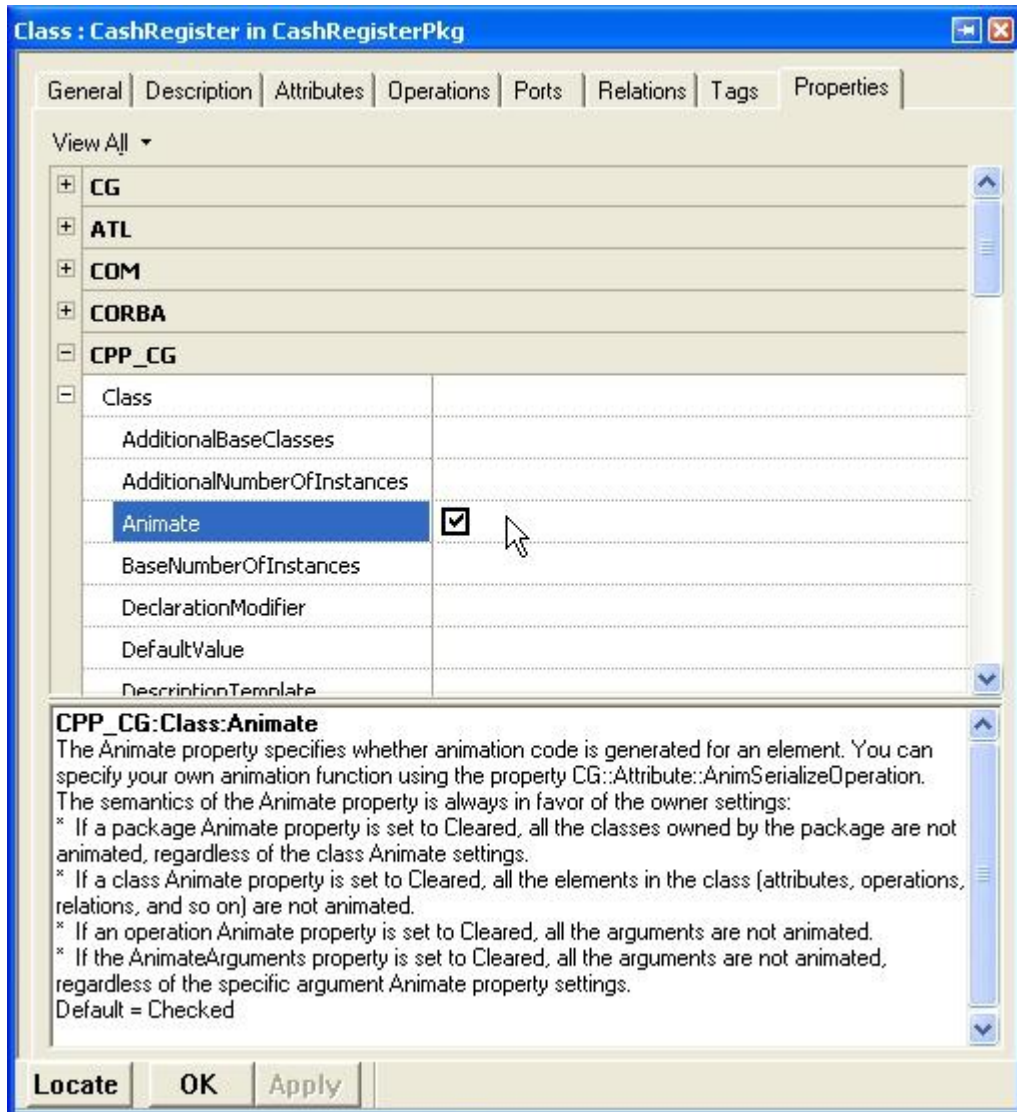 Class : CashRegister in CashRegisterPkg
General Description Attributes Operations Ports Relations Tags Properties
View All
CG
ATL
COM
CORBA
CPP_CG
Class
AdditionalBaseClasses
AdditionalNumberOfInstances
Animate
BaseNumberOfInstances
DeclarationModifier
DefaultValue
DescriptionTemplate
CPP_CG:Class:Animate
The Animate property specifies whether animation code is generated for an element. You can
specify your own animation function using the property CG::Attribute::AnimSerializeOperation.
The semantics of the Animate property is always in favor of the owner settings:
* If a package Animate property is set to Cleared, all the classes owned by the package are not
animated, regardless of the class Animate settings.
* If a class Animate property is set to Cleared, all the elements in the class (attributes, operations,
relations, and so on) are not animated.
* If an operation Animate property is set to Cleared, all the arguments are not animated.
* If the AnimateArguments property is set to Cleared, all the arguments are not animated,
regardless of the specific argument Animate property settings.
Default = Checked
Locate OK Apply